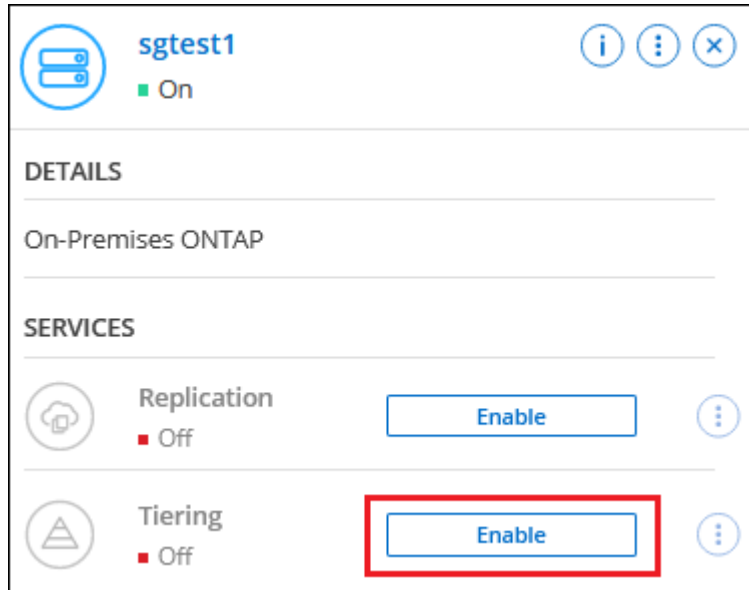 sgtest1
On
DETAILS
On-Premises ONTAP
SERVICES
Replication
Enable
Off
Tiering
Enable
Off